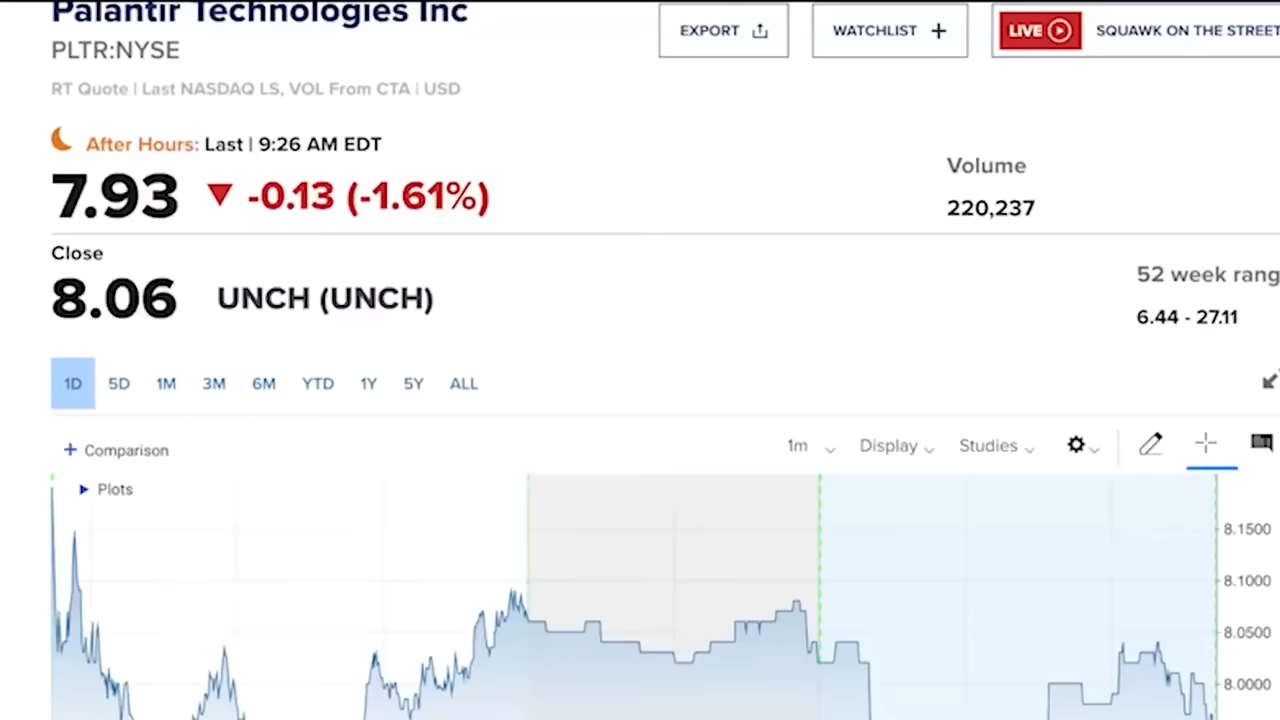 Palantir Technologies Inc
PLTR:NYSE
RT Quote | Last NASDAQ LS, VOL From CTA | USD
EXPORT
WATCHLIST +
LIVE
SQUAWK ON THE STREET
After Hours: Last | 9:26 AM EDT
7.93 ▼ -0.13 (-1.61%)
Volume
220,237
Close
8.06 UNCH (UNCH)
52 week rang
6.44 - 27.11
1D 5D 1M 3M 6M YTD 1Y 5Y ALL
+ Comparison
1m Display Studies
Plots
8.1500
8.1000
8.0500
8.0000